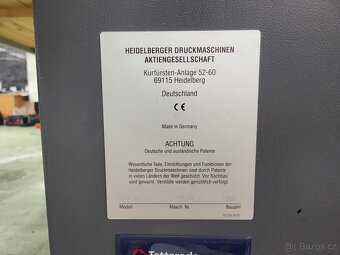 HEIDELBERGER DRUCKMASCHINEN
AKTIENGESELLSCHAFT
Kurfürsten-Anlage 52-60
69115 Heidelberg
Deutschland
CE
Made in Germany
ACHTUNG
Deutsche und ausländische Patente
Wesentliche Teile, Einrichtungen und Funktionen der
Heidelberger Druckmaschinen sind durch Patente
in vielen Ländern der Welt geschützt. Vor Nachbau
wird gewarnt. Verstöße werden gerichtlich verfolgt.
Modell Masch. Nr. Baujahr
Tetterode
bazos.cz